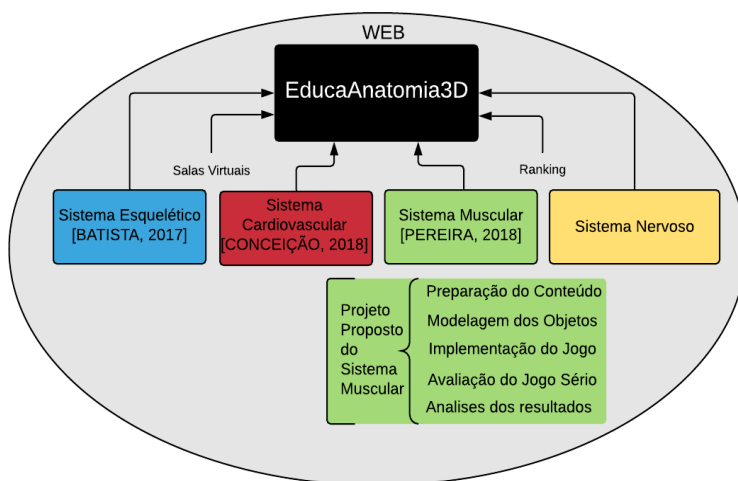 WEB
EducaAnatomia3D
Salas Virtuais
Ranking
Sistema Esquelético
[BATISTA, 2017]
Sistema
Cardiovascular
[CONCEIÇÃO, 2018]
Sistema Muscular
[PEREIRA, 2018]
Sistema Nervoso
Projeto
Proposto
do
Sistema
Muscular
Preparação do Conteúdo
Modelagem dos Objetos
Implementação do Jogo
Avaliação do Jogo Sério
Analises dos resultados